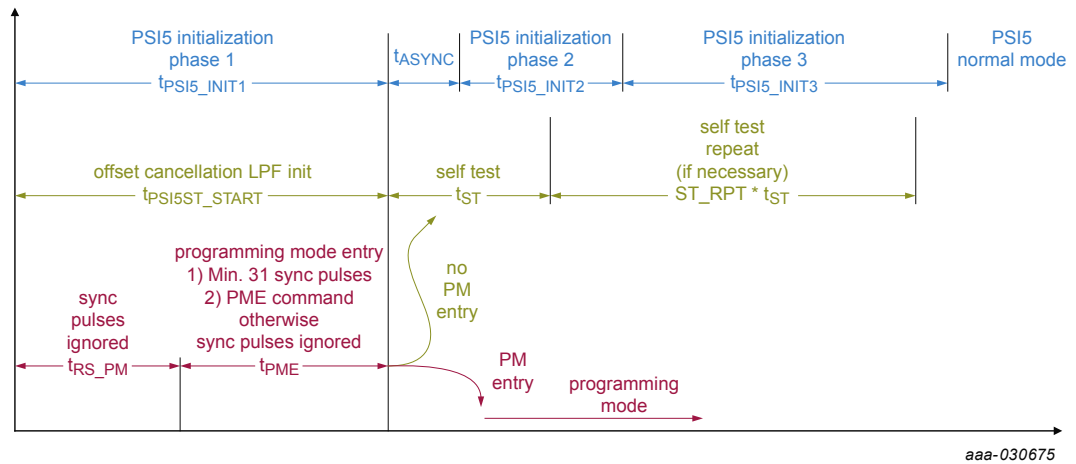 PSI5 initialization
phase 1
tPSI5_INIT1
tASYNC
PSI5 initialization
phase 2
tPSI5_INIT2
PSI5 initialization
phase 3
tPSI5_INIT3
PSI5
normal mode
offset cancellation LPF init
tPSI5ST_START
self test
tST
self test
repeat
(if necessary)
ST_RPT * tST
sync
pulses
ignored
tRS_PM
programming mode entry
1) Min. 31 sync pulses
2) PME command
otherwise
sync pulses ignored
tPME
no
PM
entry
PM
entry
programming
mode
aaa-030675